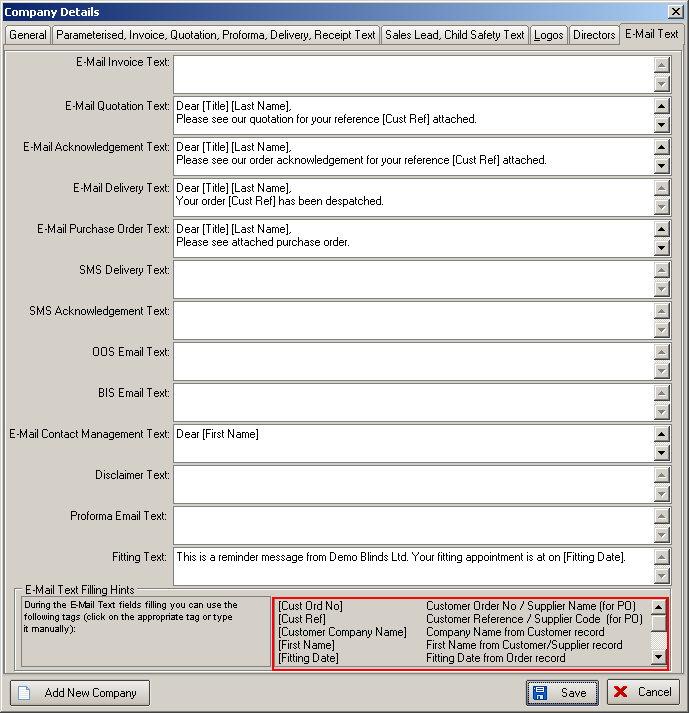 Company Details
General
Parameterised, Invoice, Quotation, Proforma, Delivery, Receipt Text
Sales Lead, Child Safety Text
Logos
Directors
E-Mail Text
E-Mail Invoice Text:
E-Mail Quotation Text:
Dear [Title] [Last Name],
Please see our quotation for your reference [Cust Ref] attached.
E-Mail Acknowledgement Text:
Dear [Title] [Last Name],
Please see our order acknowledgement for your reference [Cust Ref] attached.
E-Mail Delivery Text:
Dear [Title] [Last Name],
Your order [Cust Ref] has been despatched.
E-Mail Purchase Order Text:
Dear [Title] [Last Name],
Please see attached purchase order.
SMS Delivery Text:
SMS Acknowledgement Text:
OOS Email Text:
BIS Email Text:
E-Mail Contact Management Text:
Dear [First Name]
Disclaimer Text:
Proforma Email Text:
Fitting Text:
This is a reminder message from Demo Blinds Ltd. Your fitting appointment is at on [Fitting Date].
E-Mail Text Filling Hints
During the E-Mail Text fields filling you can use the
following tags (click on the appropriate tag or type
it manually):
[Cust Ord No] Customer Order No / Supplier Name (for PO)
[Cust Ref] Customer Reference / Supplier Code (for PO)
[Customer Company Name] Company Name from Customer record
[First Name] First Name from Customer/Supplier record
[Fitting Date] Fitting Date from Order record
Add New Company
Save
Cancel